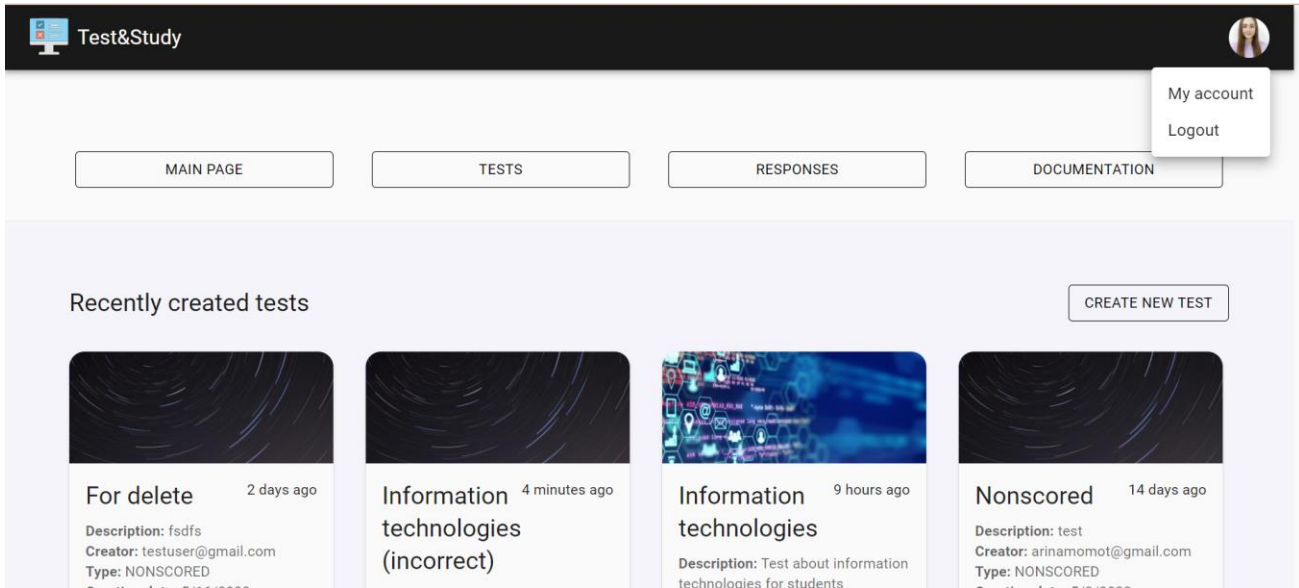 Test&Study
My account
Logout
MAIN PAGE
TESTS
RESPONSES
DOCUMENTATION
Recently created tests
CREATE NEW TEST
For delete
2 days ago
Description: fsdfs
Creator: testuser@gmail.com
Type: NONSCORED
Information
4 minutes ago
technologies
(incorrect)
Information
9 hours ago
technologies
Description: Test about information
technologies for students
Nonscored
14 days ago
Description: test
Creator: arinamomot@gmail.com
Type: NONSCORED